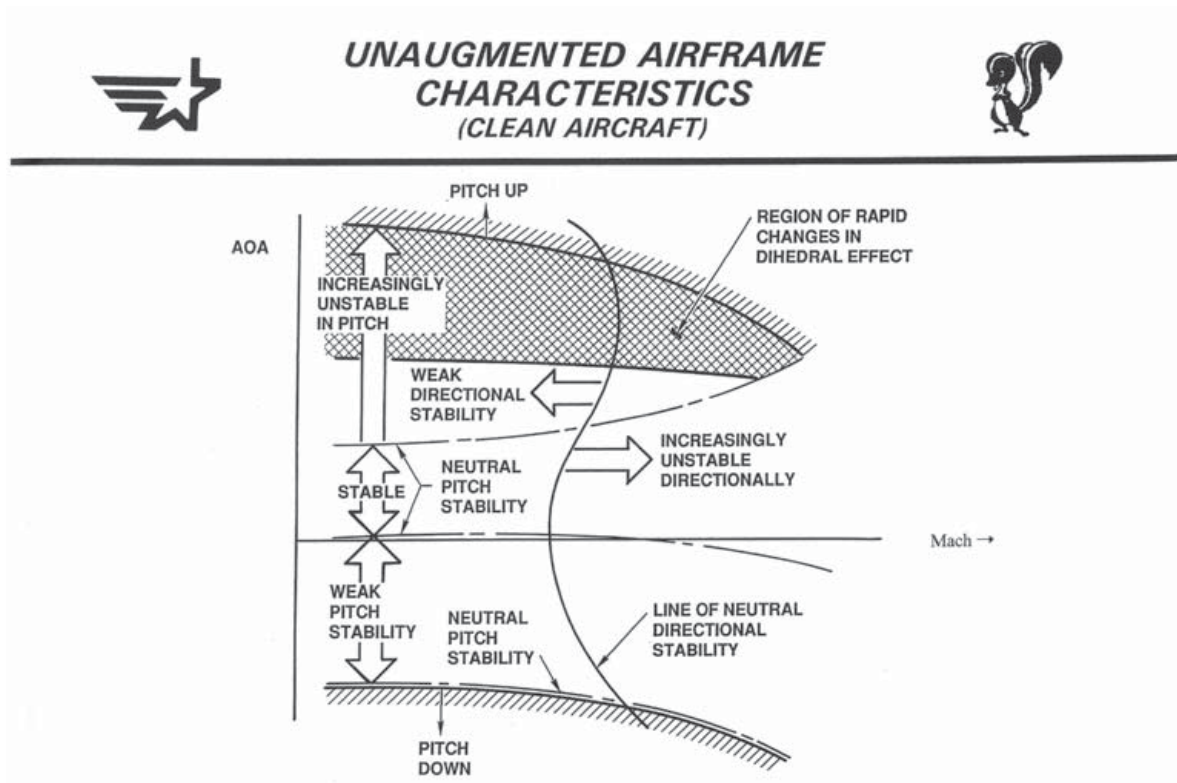 UNAUGMENTED AIRFRAME
CHARACTERISTICS
(CLEAN AIRCRAFT)
PITCH UP
AOA
REGION OF RAPID
CHANGES IN
DIHEDRAL EFFECT
INCREASINGLY
UNSTABLE
IN PITCH
WEAK
DIRECTIONAL
STABILITY
INCREASINGLY
UNSTABLE
DIRECTIONALLY
NEUTRAL
PITCH
STABILITY
STABLE
Mach →
WEAK
PITCH
STABILITY
NEUTRAL
PITCH
STABILITY
LINE OF NEUTRAL
DIRECTIONAL
STABILITY
PITCH
DOWN